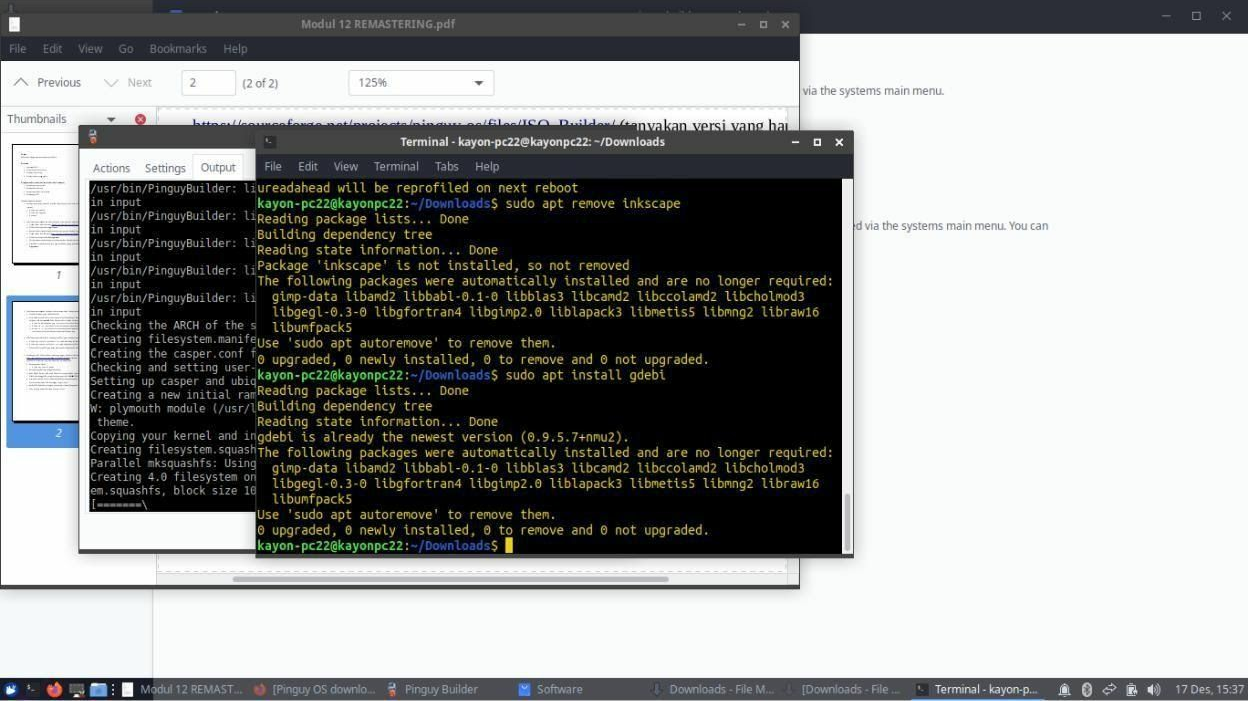 Modul 12 REMASTERING.pdf
File Edit View Go Bookmarks Help
Previous Next 2 (2 of 2) 125%
via the systems main menu.
Thumbnails
https://sourceforge.net/projects/pinguy-os/files/ISO_Builder/ (tanyakan versi yang
1
2
d via the systems main menu. You can
Actions Settings Output
/usr/bin/PinguyBuilder: li
in input
/usr/bin/PinguyBuilder: li
in input
/usr/bin/PinguyBuilder: li
in input
/usr/bin/PinguyBuilder: li
in input
/usr/bin/PinguyBuilder: li
in input
Checking the ARCH of the s
Creating filesystem.manife
Creating the casper.conf f
Checking and setting user-
Setting up casper and ubiq
Creating a new initial ram
W: plymouth module (/usr/l
theme.
Copying your kernel and in
Creating filesystem.squash
Parallel mksquashfs: Using
Creating 4.0 filesystem on
em.squashfs, block size 10
[=======\
Terminal - kayon-pc22@kayonpc22: ~/Downloads
File Edit View Terminal Tabs Help
ureadahead will be reprofiled on next reboot
kayon-pc22@kayonpc22:~/Downloads$ sudo apt remove inkscape
Reading package lists... Done
Building dependency tree
Reading state information... Done
Package 'inkscape' is not installed, so not removed
The following packages were automatically installed and are no longer required:
gimp-data libamd2 libbabl-0.1-0 libblas3 libcamd2 libccolamd2 libcholmod3
libgegl-0.3-0 libgfortran4 libgimp2.0 liblapack3 libmetis5 libmng2 libraw16
libumfpack5
Use 'sudo apt autoremove' to remove them.
0 upgraded, 0 newly installed, 0 to remove and 0 not upgraded.
kayon-pc22@kayonpc22:~/Downloads$ sudo apt install gdebi
Reading package lists... Done
Building dependency tree
Reading state information... Done
gdebi is already the newest version (0.9.5.7+nmu2).
The following packages were automatically installed and are no longer required:
gimp-data libamd2 libbabl-0.1-0 libblas3 libcamd2 libccolamd2 libcholmod3
libgegl-0.3-0 libgfortran4 libgimp2.0 liblapack3 libmetis5 libmng2 libraw16
libumfpack5
Use 'sudo apt autoremove' to remove them.
0 upgraded, 0 newly installed, 0 to remove and 0 not upgraded.
kayon-pc22@kayonpc22:~/Downloads$
Modul 12 REMAST... [Pinguy OS downlo... Pinguy Builder Software Downloads - File M... [Downloads - File ... Terminal - kayon-p... 17 Des, 15:37